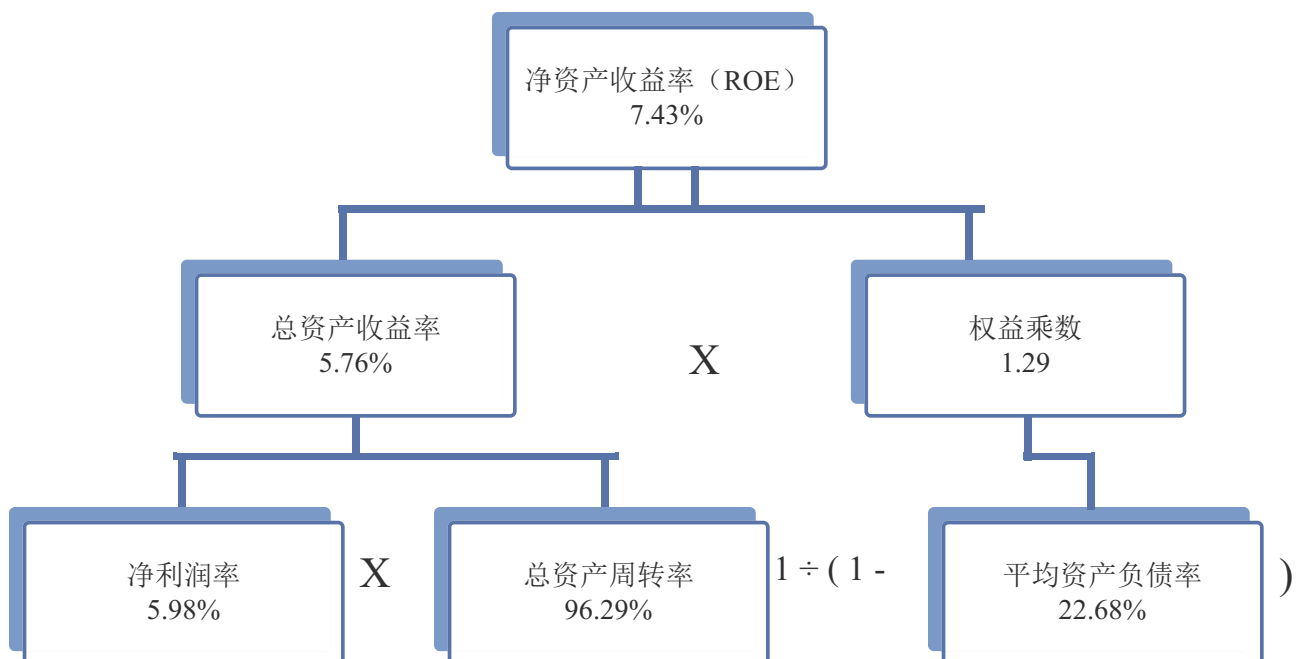 净资产收益率（ROE）
7.43%
总资产收益率
5.76%
X
权益乘数
1.29
净利润率
5.98%
X
总资产周转率
96.29%
1 ÷ ( 1 -
平均资产负债率
22.68%
)